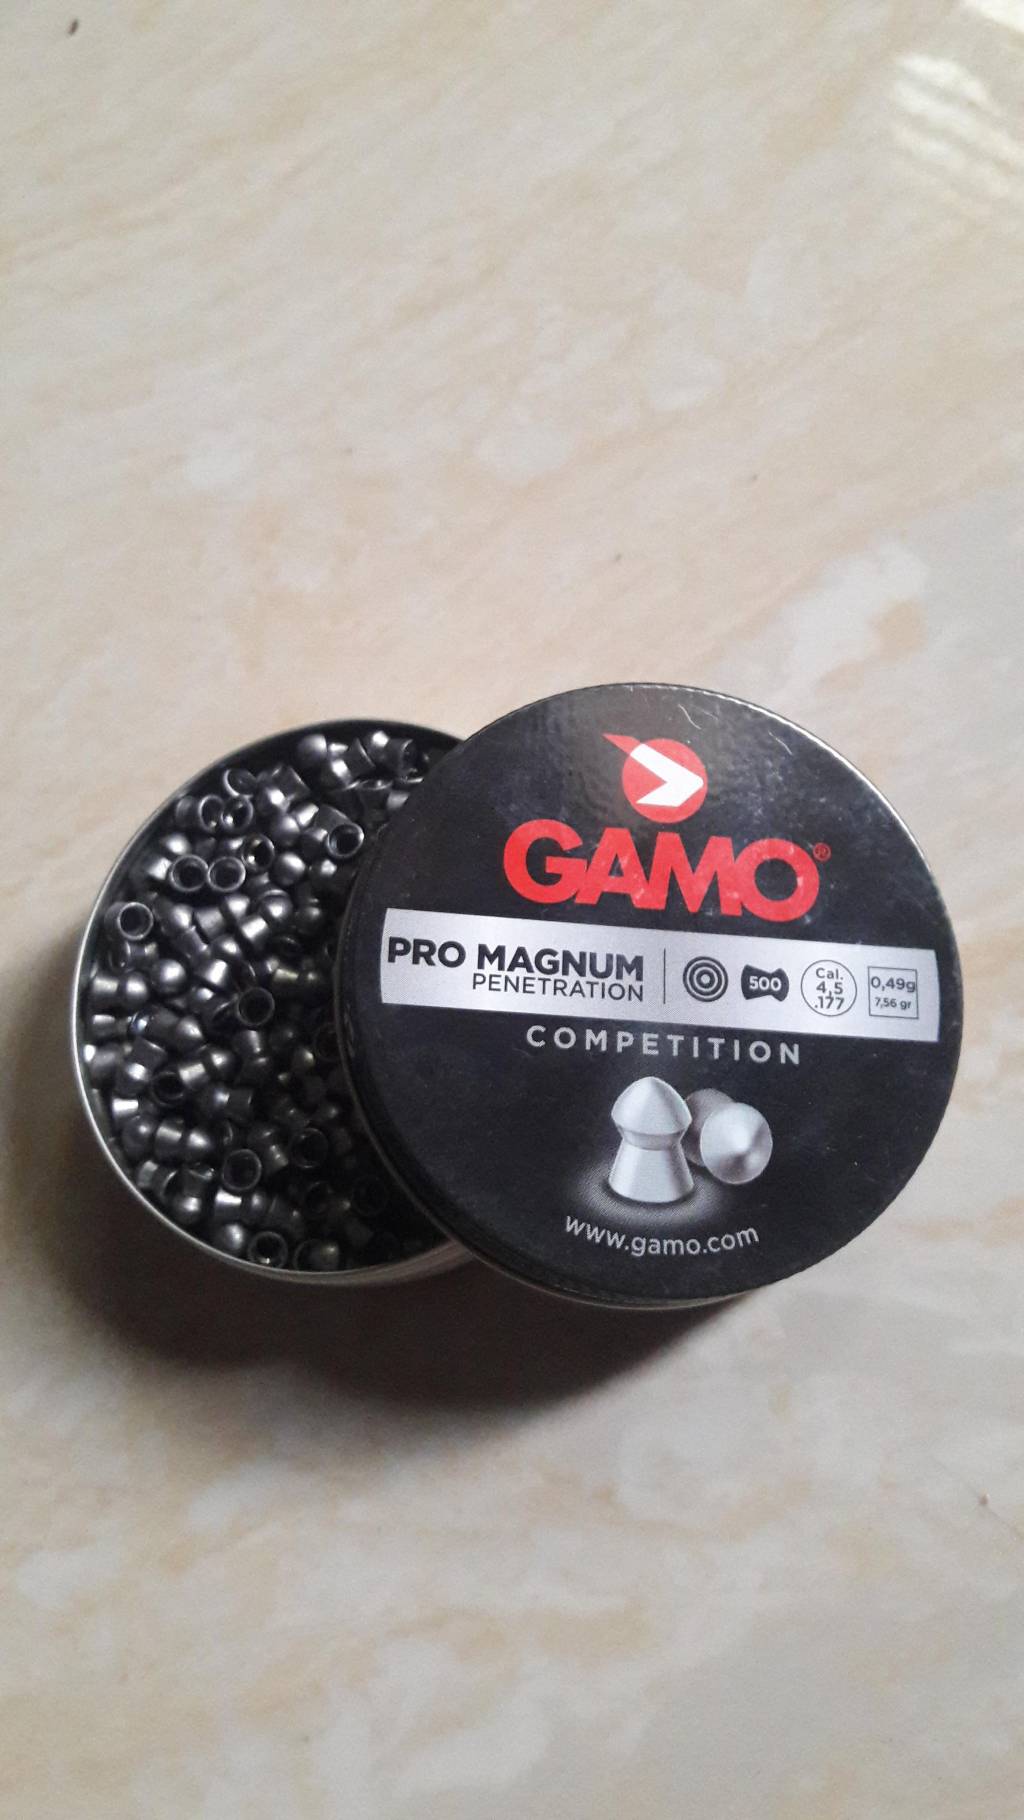 GAMO®
PRO MAGNUM
PENETRATION
500
Cal.
4,5
.177
0,49g
7,56 gr
COMPETITION
www.gamo.com